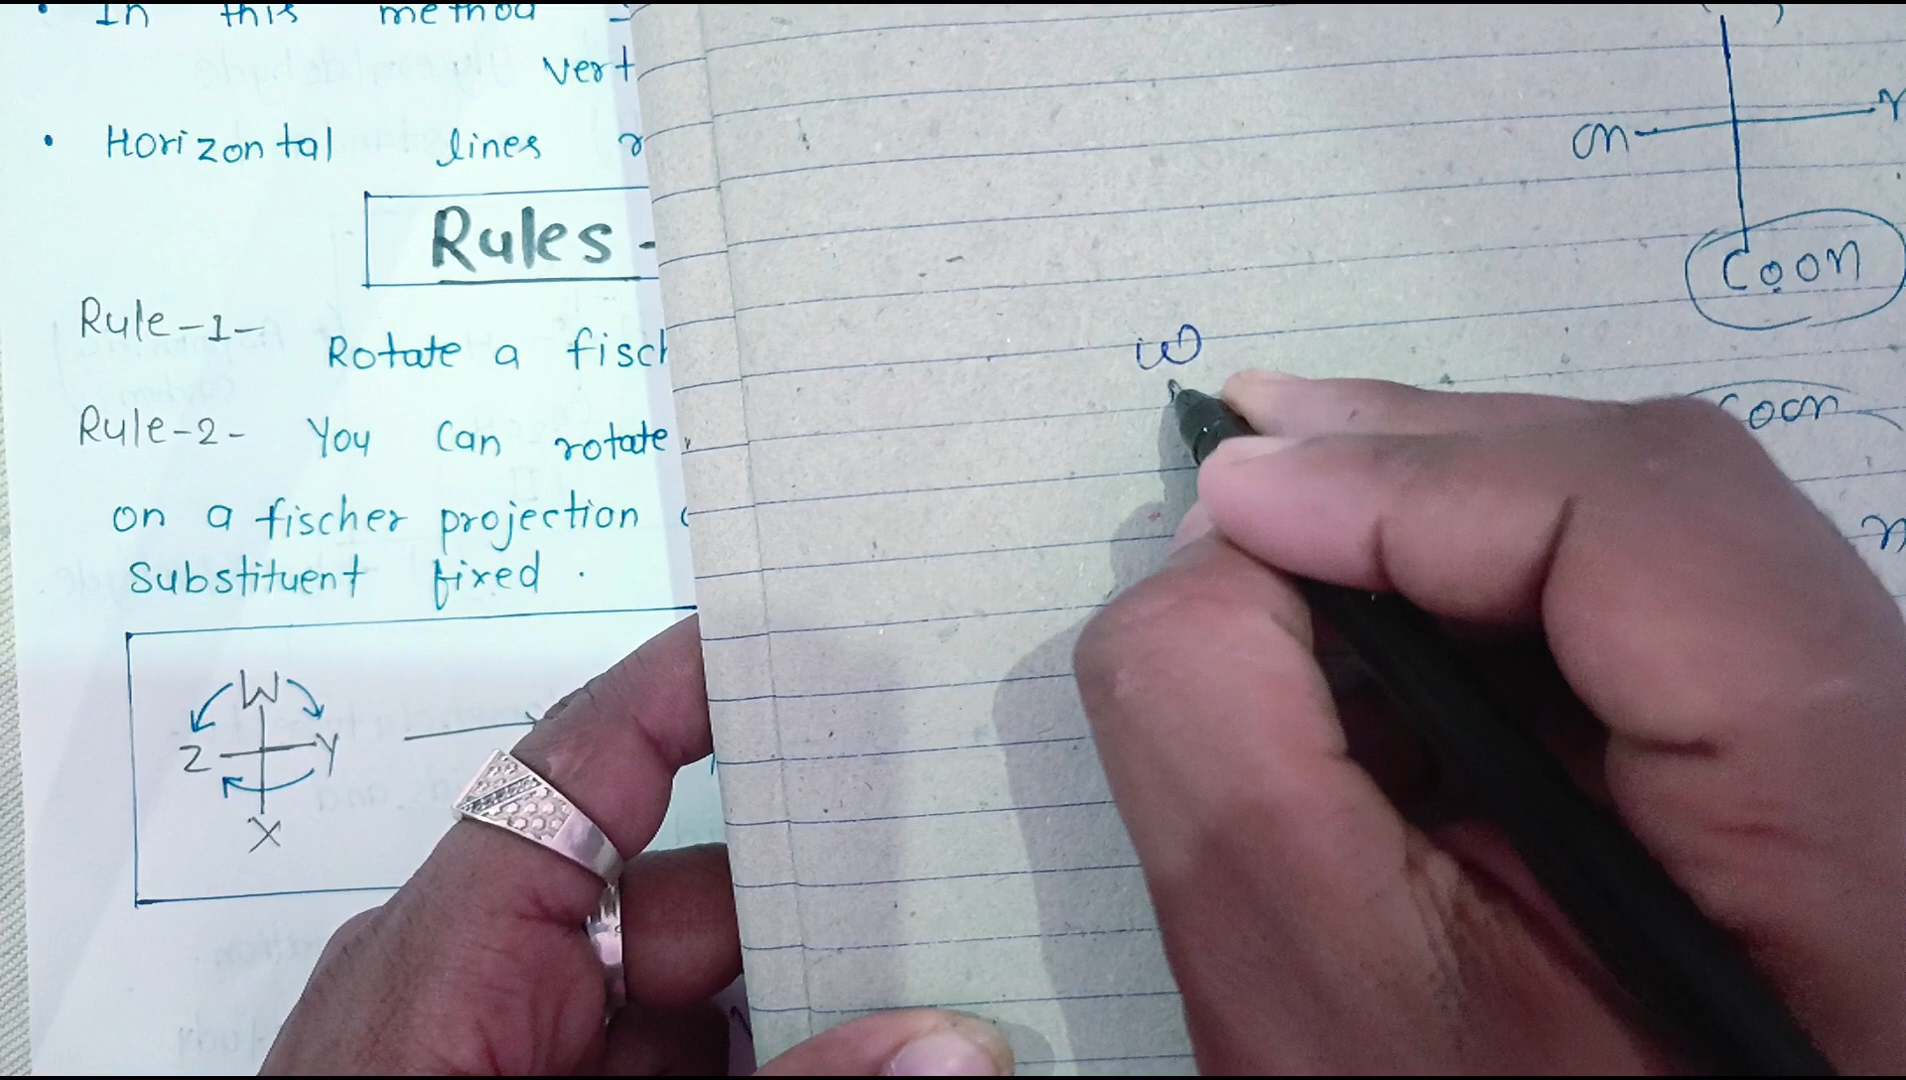 In this method
vert
Horizontal lines r
Rules -
Rule-1-
Rotate a fisch
Rule-2- You Can rotate
on a fischer projection
Substituent fixed .
W
Z Y
X
OH
COOH
W
COOH